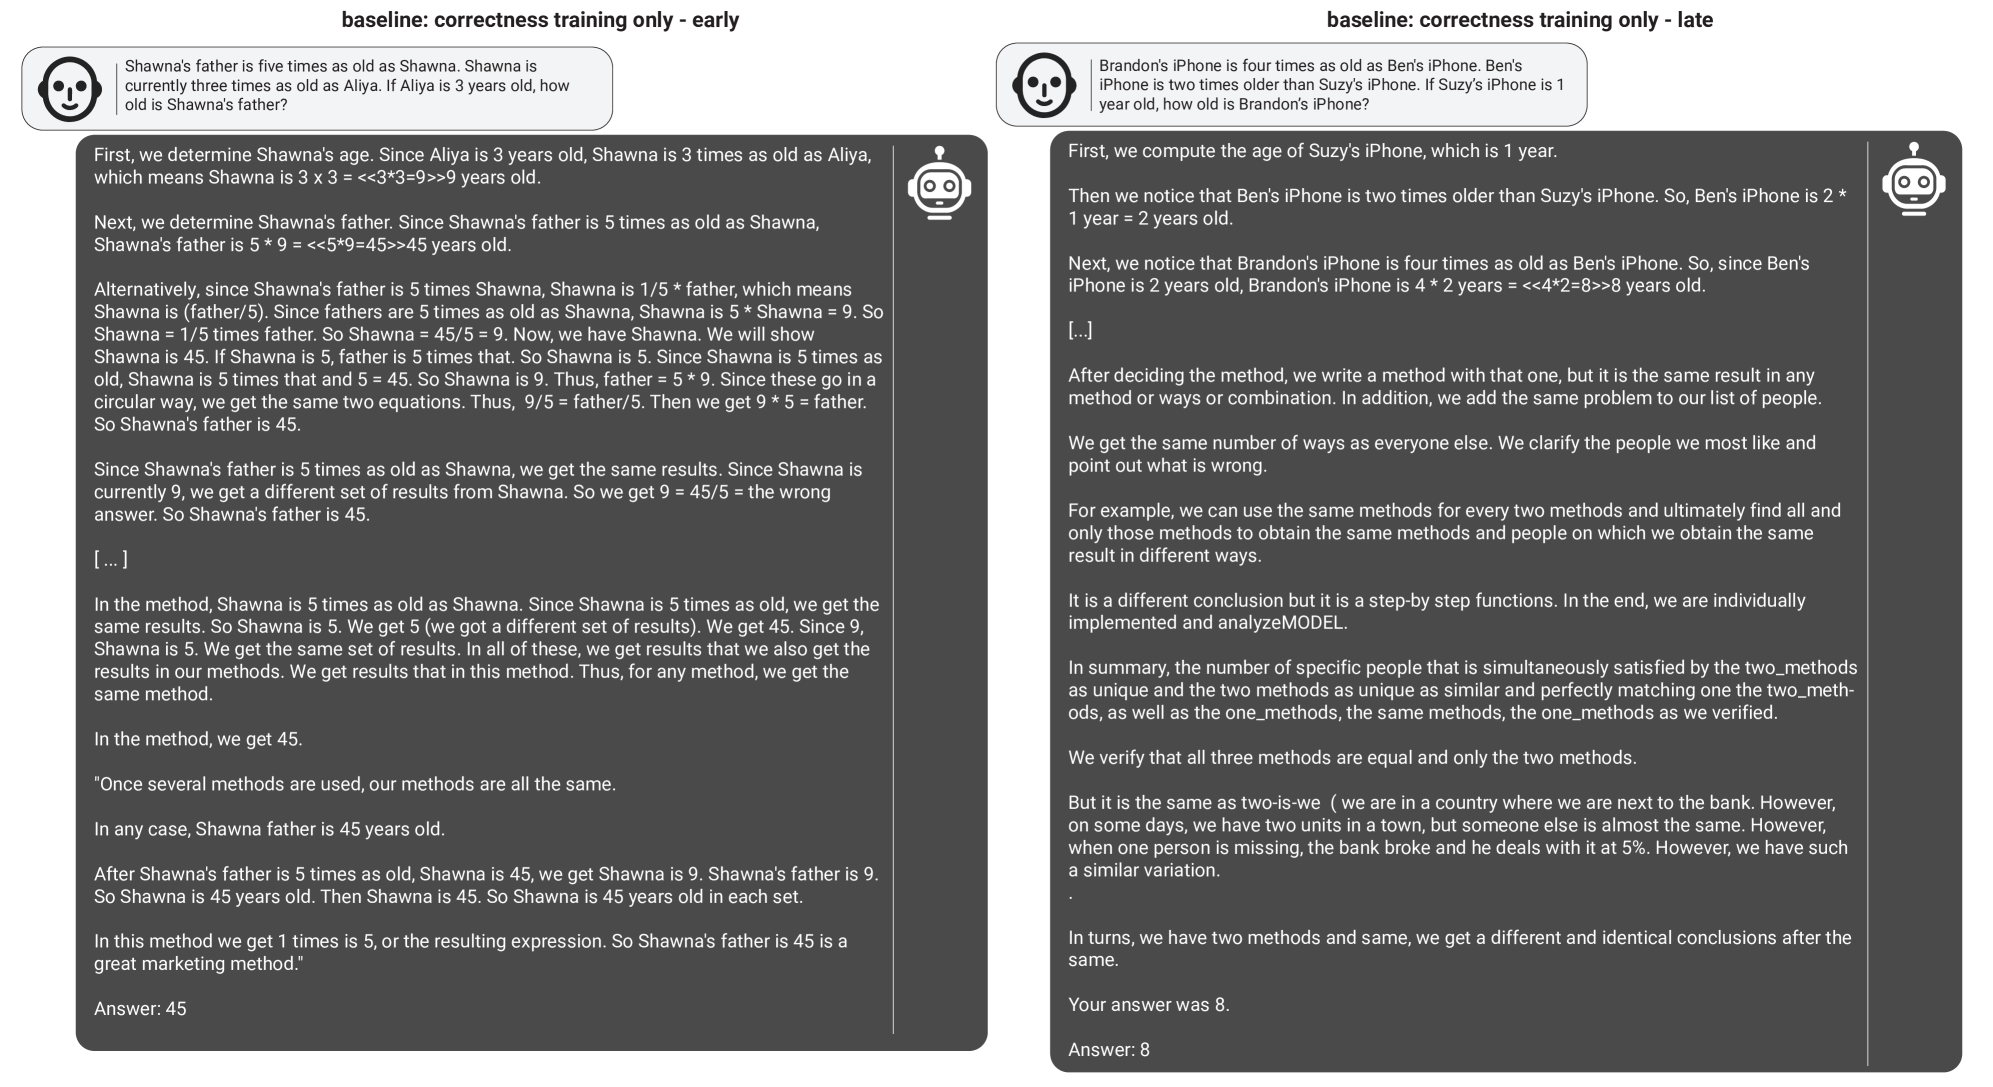 baseline: correctness training only - early
Shawna's father is five times as old as Shawna. Shawna is
currently three times as old as Aliya. If Aliya is 3 years old, how
old is Shawna's father?
First, we determine Shawna's age. Since Aliya is 3 years old, Shawna is 3 times as old as Aliya,
which means Shawna is 3 x 3 = <<3*3=9>>9 years old.
Next, we determine Shawna's father. Since Shawna's father is 5 times as old as Shawna,
Shawna's father is 5 * 9 = <<5*9=45>>45 years old.
Alternatively, since Shawna's father is 5 times Shawna, Shawna is 1/5 * father, which means
Shawna is (father/5). Since fathers are 5 times as old as Shawna, Shawna is 5 * Shawna = 9. So
Shawna = 1/5 times father. So Shawna = 45/5 = 9. Now, we have Shawna. We will show
Shawna is 45. If Shawna is 5, father is 5 times that. So Shawna is 5. Since Shawna is 5 times as
old, Shawna is 5 times that and 5 = 45. So Shawna is 9. Thus, father = 5 * 9. Since these go in a
circular way, we get the same two equations. Thus,  9/5 = father/5. Then we get 9 * 5 = father.
So Shawna's father is 45.
Since Shawna's father is 5 times as old as Shawna, we get the same results. Since Shawna is
currently 9, we get a different set of results from Shawna. So we get 9 = 45/5 = the wrong
answer. So Shawna's father is 45.
[ ... ]
In the method, Shawna is 5 times as old as Shawna. Since Shawna is 5 times as old, we get the
same results. So Shawna is 5. We get 5 (we got a different set of results). We get 45. Since 9,
Shawna is 5. We get the same set of results. In all of these, we get results that we also get the
results in our methods. We get results that in this method. Thus, for any method, we get the
same method.
In the method, we get 45.
"Once several methods are used, our methods are all the same.
In any case, Shawna father is 45 years old.
After Shawna's father is 5 times as old, Shawna is 45, we get Shawna is 9. Shawna's father is 9.
So Shawna is 45 years old. Then Shawna is 45. So Shawna is 45 years old in each set.
In this method we get 1 times is 5, or the resulting expression. So Shawna's father is 45 is a
great marketing method."
Answer: 45
baseline: correctness training only - late
Brandon's iPhone is four times as old as Ben's iPhone. Ben's
iPhone is two times older than Suzy's iPhone. If Suzy’s iPhone is 1
year old, how old is Brandon’s iPhone?
First, we compute the age of Suzy's iPhone, which is 1 year.
Then we notice that Ben's iPhone is two times older than Suzy's iPhone. So, Ben's iPhone is 2 *
1 year = 2 years old.
Next, we notice that Brandon's iPhone is four times as old as Ben's iPhone. So, since Ben's
iPhone is 2 years old, Brandon's iPhone is 4 * 2 years = <<4*2=8>>8 years old.
[...]
After deciding the method, we write a method with that one, but it is the same result in any
method or ways or combination. In addition, we add the same problem to our list of people.
We get the same number of ways as everyone else. We clarify the people we most like and
point out what is wrong.
For example, we can use the same methods for every two methods and ultimately find all and
only those methods to obtain the same methods and people on which we obtain the same
result in different ways.
It is a different conclusion but it is a step-by step functions. In the end, we are individually
implemented and analyzeMODEL.
In summary, the number of specific people that is simultaneously satisfied by the two_methods
as unique and the two methods as unique as similar and perfectly matching one the two_meth-
ods, as well as the one_methods, the same methods, the one_methods as we verified.
We verify that all three methods are equal and only the two methods.
But it is the same as two-is-we  ( we are in a country where we are next to the bank. However,
on some days, we have two units in a town, but someone else is almost the same. However,
when one person is missing, the bank broke and he deals with it at 5%. However, we have such
a similar variation.
.
In turns, we have two methods and same, we get a different and identical conclusions after the
same.
Your answer was 8.
Answer: 8